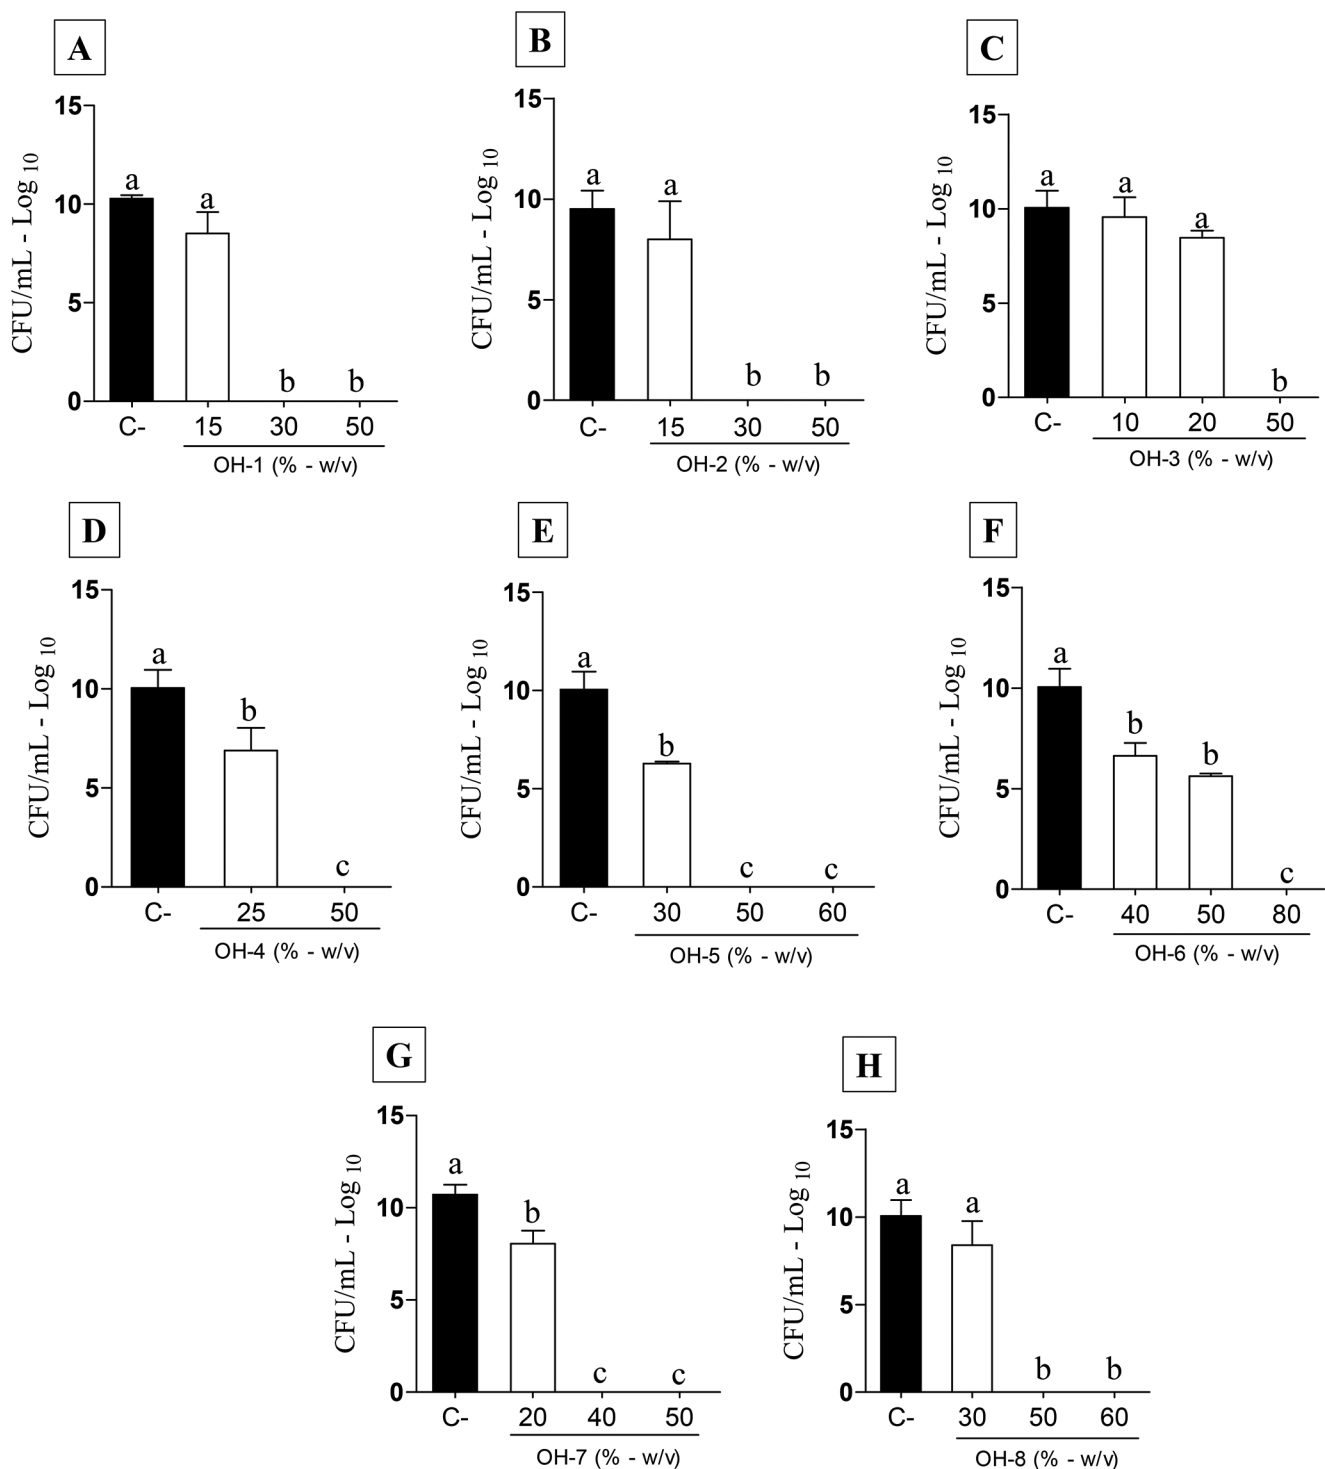 A
CFU/mL - Log 10
15
10
5
0
a
a
b
b
C-
15
30
50
OH-1 (% - w/v)
B
CFU/mL - Log 10
15
10
5
0
a
a
b
b
C-
15
30
50
OH-2 (% - w/v)
C
CFU/mL - Log 10
15
10
5
0
a
a
a
b
C-
10
20
50
OH-3 (% - w/v)
D
CFU/mL - Log 10
15
10
5
0
a
b
c
C-
25
50
OH-4 (% - w/v)
E
CFU/mL - Log 10
15
10
5
0
a
b
c
c
C-
30
50
60
OH-5 (% - w/v)
F
CFU/mL - Log 10
15
10
5
0
a
b
b
c
C-
40
50
80
OH-6 (% - w/v)
G
CFU/mL - Log 10
15
10
5
0
a
b
c
c
C-
20
40
50
OH-7 (% - w/v)
H
CFU/mL - Log 10
15
10
5
0
a
a
b
b
C-
30
50
60
OH-8 (% - w/v)